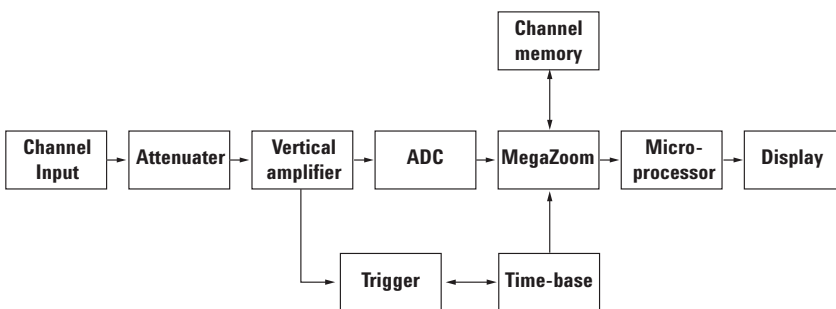 Channel
memory
Channel
Input
Attenuater
Vertical
amplifier
ADC
MegaZoom
Micro-
processor
Display
Trigger
Time-base